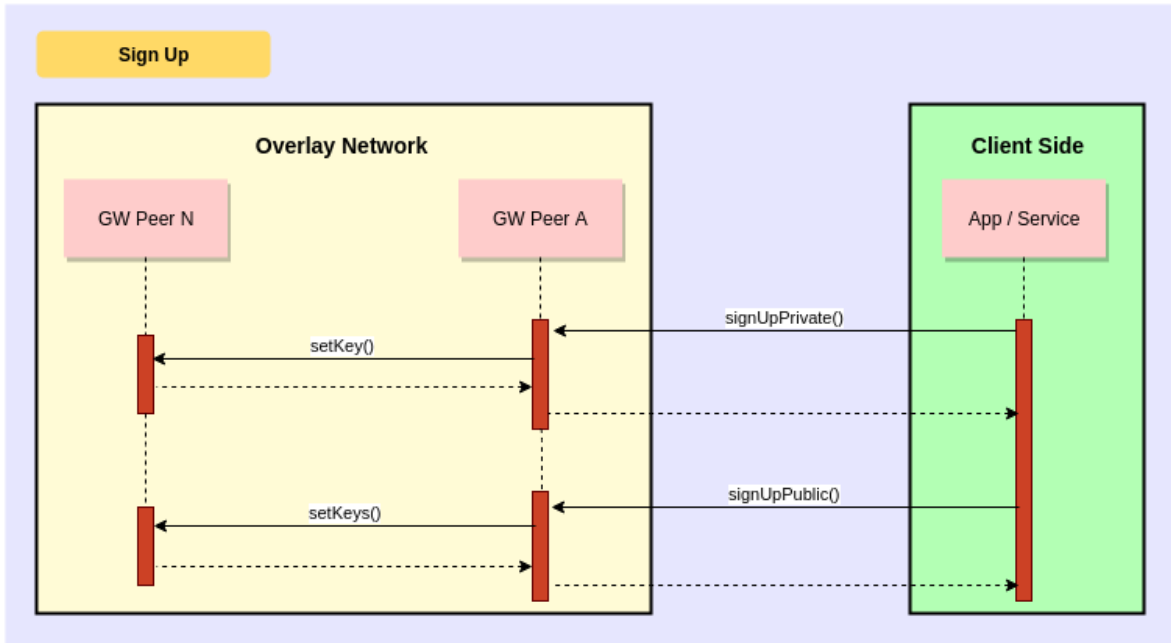 Sign Up
Overlay Network
Client Side
GW Peer N
GW Peer A
App / Service
signUpPrivate()
setKey()
signUpPublic()
setKeys()